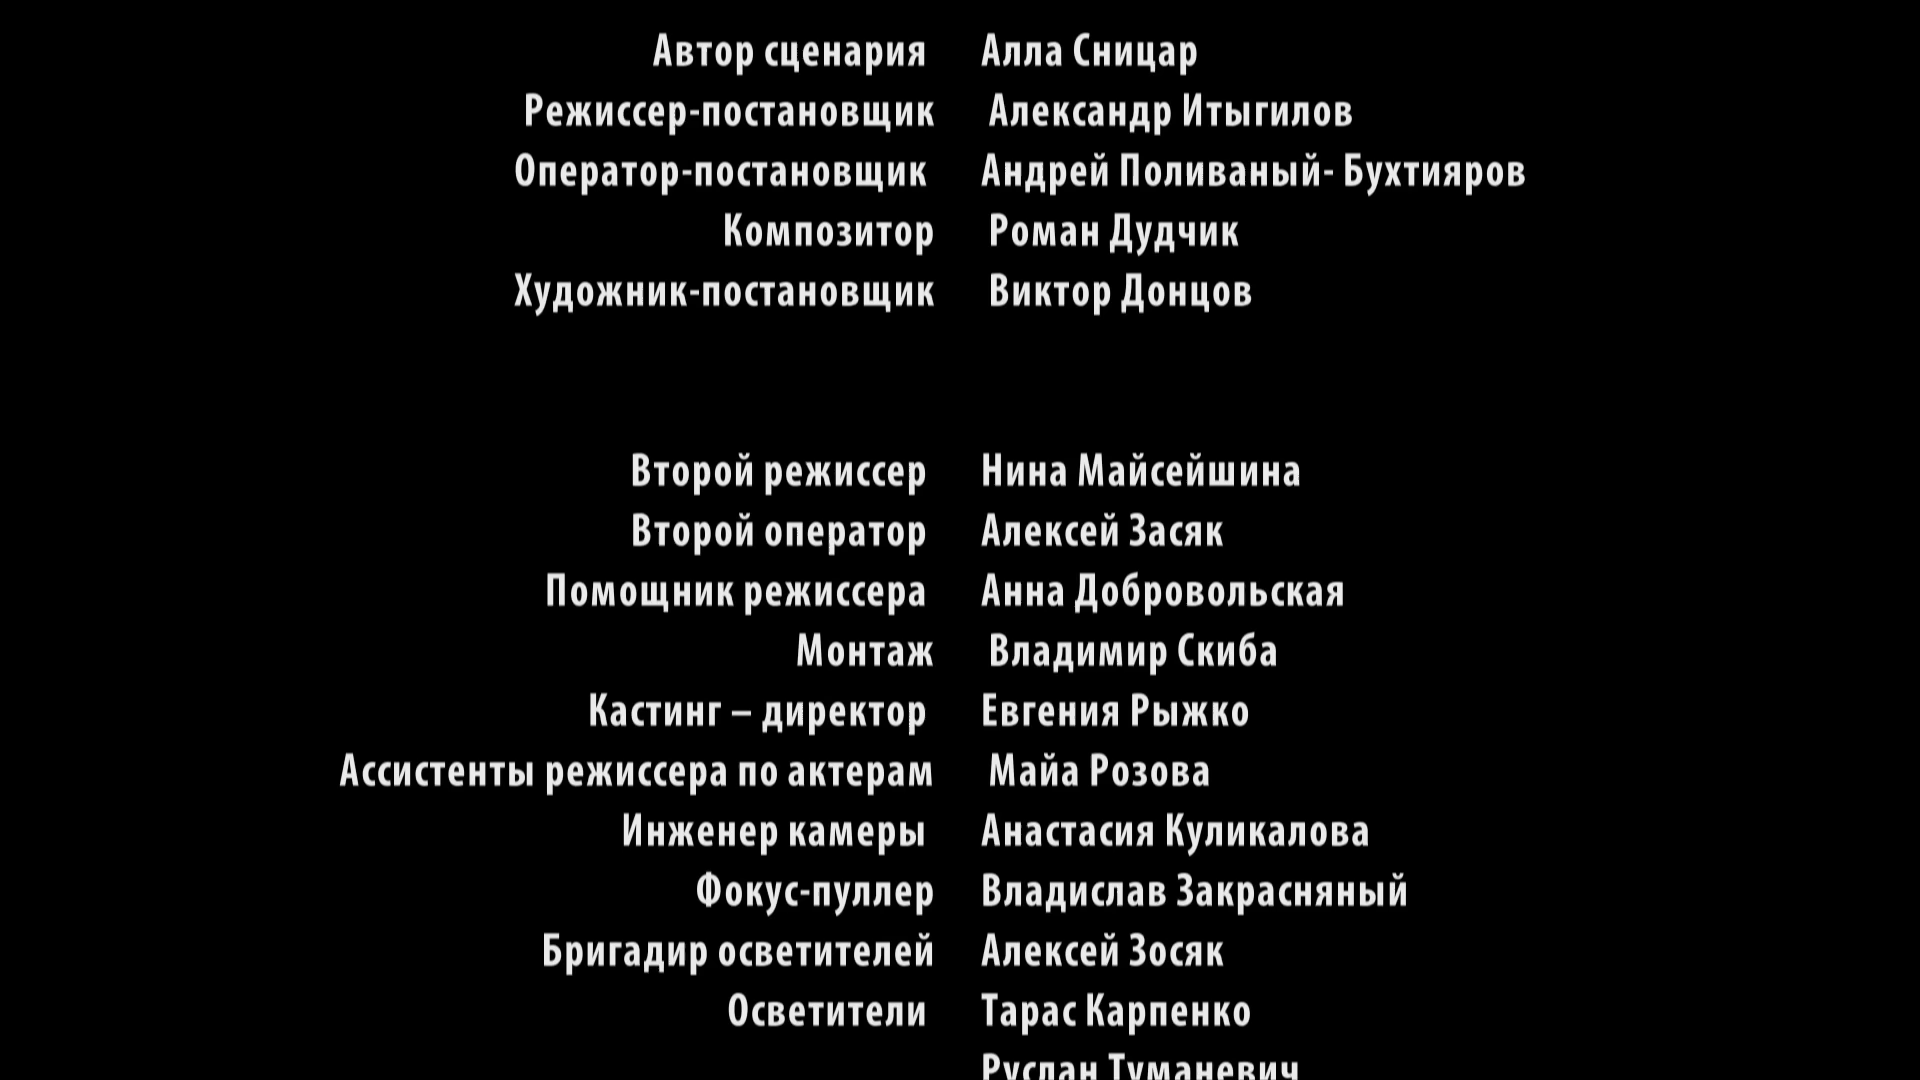 Автор сценария Алла Сницар
Режиссер-постановщик Александр Итыгилов
Оператор-постановщик Андрей Поливаный- Бухтияров
Композитор Роман Дудчик
Художник-постановщик Виктор Донцов
Второй режиссер Нина Майсейшина
Второй оператор Алексей Засяк
Помощник режиссера Анна Добровольская
Монтаж Владимир Скиба
Кастинг – директор Евгения Рыжко
Ассистенты режиссера по актерам Майа Розова
Инженер камеры Анастасия Куликалова
Фокус-пуллер Владислав Закрасняный
Бригадир осветителей Алексей Зосяк
Осветители Тарас Карпенко
Руслан Туманевич